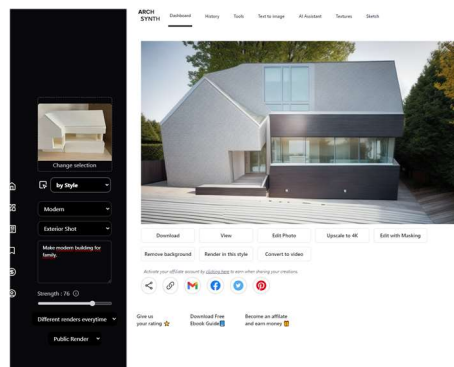 ARCH
SYNTH
Dashboard
History
Tools
Text to image
AI Assistant
Textures
Sketch
Change selection
by Style
Modern
Exterior Shot
Make modern building for
family.
Strength : 76
Different renders everytime
Public Render
Download
View
Edit Photo
Upscale to 4K
Edit with Masking
Remove background
Render in this style
Convert to video
Activate your affiliate account by clicking here to earn when sharing your creations.
Give us
your rating
Download Free
Ebook Guide
Become an affilate
and earn money